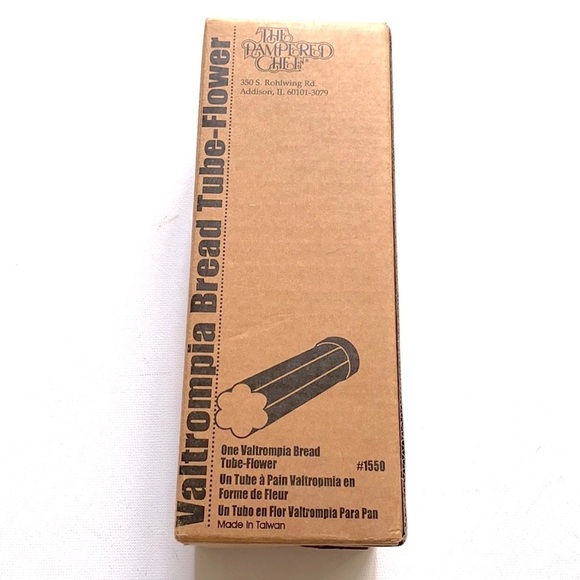 THE
PAMPERED
CHEF
350 S. Rohlwing Rd.
Addison, IL 60101-3079
Valtrompia Bread Tube-Flower
One Valtrompia Bread
Tube-Flower #1550
Un Tube à Pain Valtropmia en
Forme de Fleur
Un Tubo en Flor Valtrompia Para Pan
Made In Taiwan